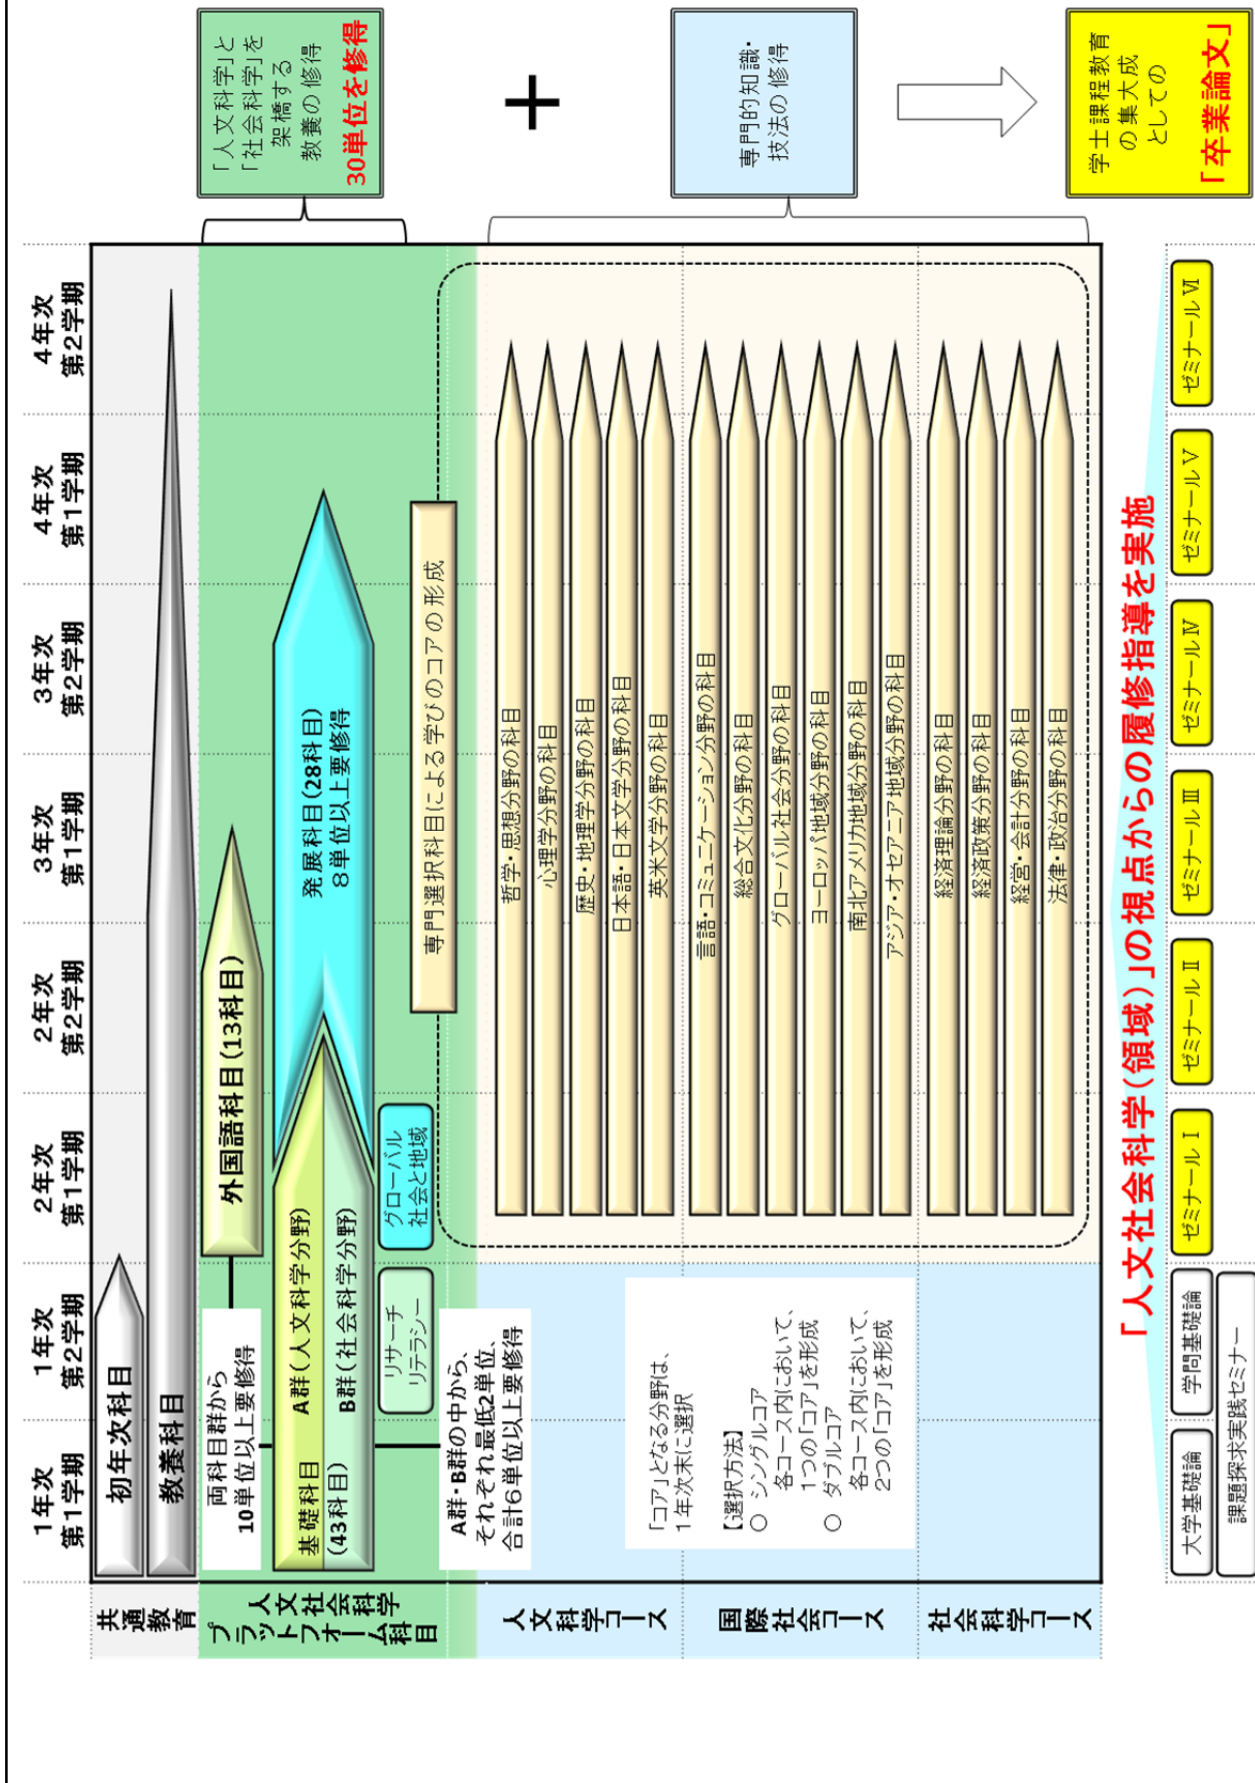 1年次
第1学期
1年次
第2学期
2年次
第1学期
2年次
第2学期
3年次
第1学期
3年次
第2学期
4年次
第1学期
4年次
第2学期
共通教育
初年次科目
教養科目
人文社会科学
プラットフォーム科目
両科目群から
10単位以上要修得
外国語科目(13科目)
基礎科目
(43科目)
A群(人文科学分野)
B群(社会科学分野)
発展科目(28科目)
8単位以上要修得
リサーチ
リテラシー
グローバル
社会と地域
A群・B群の中から、
それぞれ最低2単位、
合計6単位以上要修得
専門選択科目による学びのコアの形成
人文科学コース
哲学・思想分野の科目
心理学分野の科目
歴史・地理学分野の科目
日本語・日本文学分野の科目
英米文学分野の科目
国際社会コース
言語・コミュニケーション分野の科目
総合文化分野の科目
グローバル社会分野の科目
ヨーロッパ地域分野の科目
南北アメリカ地域分野の科目
アジア・オセアニア地域分野の科目
社会科学コース
経済理論分野の科目
経済政策分野の科目
経営・会計分野の科目
法律・政治分野の科目
「コア」となる分野は、
1年次末に選択
【選択方法】
○ シングルコア
各コース内において、
1つの「コア」を形成
○ ダブルコア
各コース内において、
2つの「コア」を形成
「人文社会科学(領域)」の視点からの履修指導を実施
大学基礎論
学問基礎論
課題探求実践セミナー
ゼミナールⅠ
ゼミナールⅡ
ゼミナールⅢ
ゼミナールⅣ
ゼミナールⅤ
ゼミナールⅥ
「人文科学」と
「社会科学」を
架橋する
教養の修得
30単位を修得
+
専門的知識・
技法の修得
学士課程教育
の集大成
としての
「卒業論文」